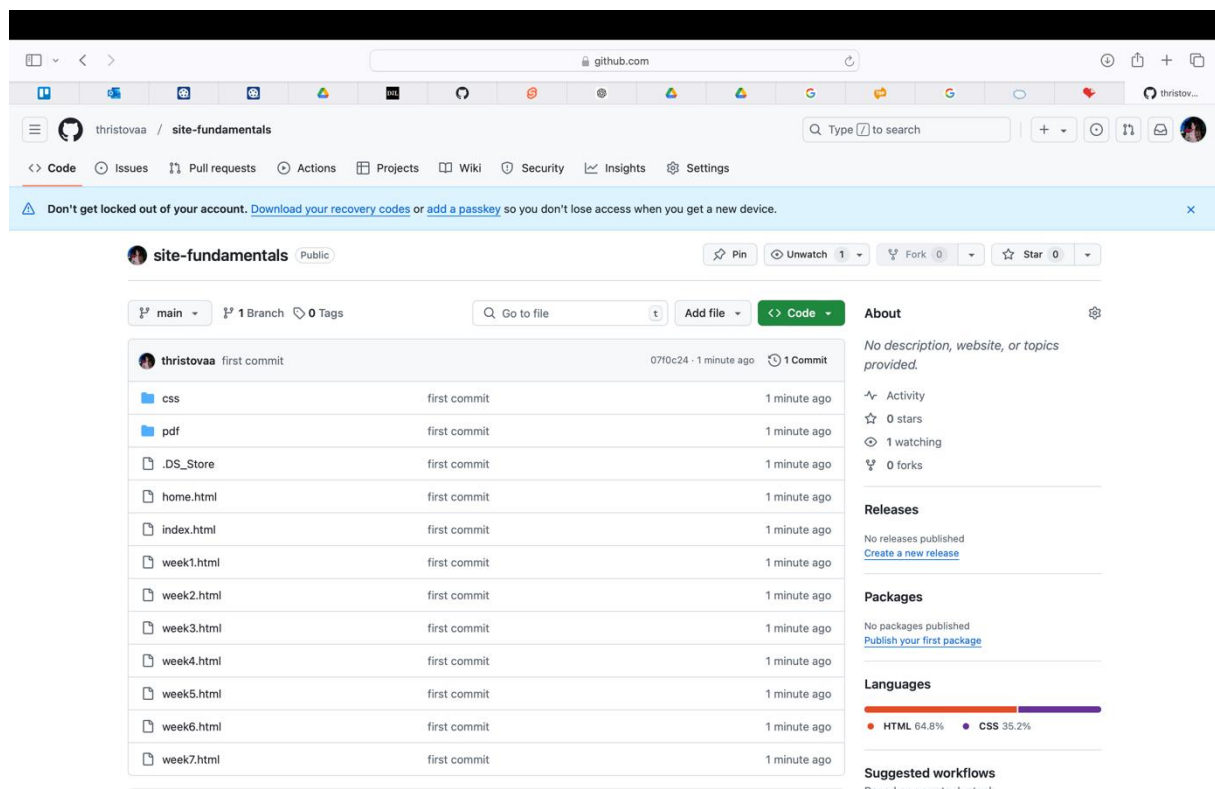 github.com
DIL
thristov...
thristovaa / site-fundamentals
Type / to search
Code Issues Pull requests Actions Projects Wiki Security Insights Settings
Don't get locked out of your account. Download your recovery codes or add a passkey so you don't lose access when you get a new device.
site-fundamentals Public
Pin Unwatch 1 Fork 0 Star 0
main 1 Branch 0 Tags Go to file t Add file Code
thristovaa first commit 07f0c24 · 1 minute ago 1 Commit
css first commit 1 minute ago
pdf first commit 1 minute ago
.DS_Store first commit 1 minute ago
home.html first commit 1 minute ago
index.html first commit 1 minute ago
week1.html first commit 1 minute ago
week2.html first commit 1 minute ago
week3.html first commit 1 minute ago
week4.html first commit 1 minute ago
week5.html first commit 1 minute ago
week6.html first commit 1 minute ago
week7.html first commit 1 minute ago
About
No description, website, or topics
provided.
Activity
0 stars
1 watching
0 forks
Releases
No releases published
Create a new release
Packages
No packages published
Publish your first package
Languages
HTML 64.8% CSS 35.2%
Suggested workflows